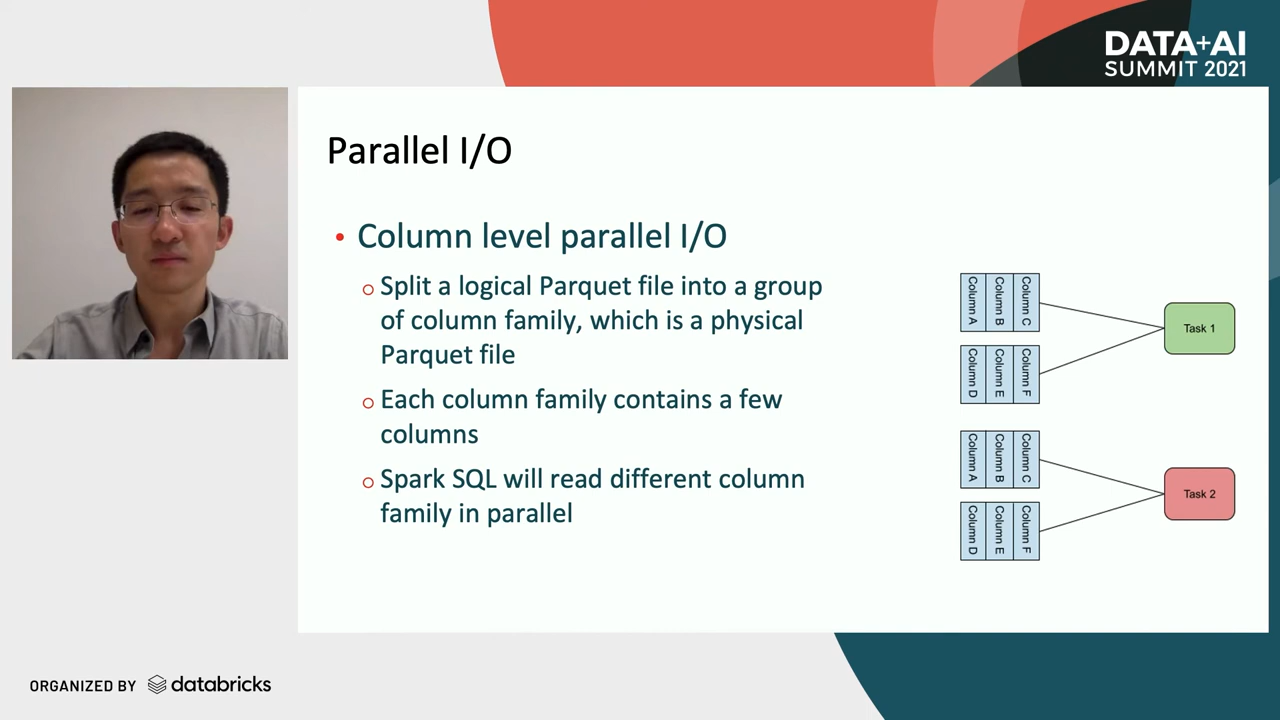 DATA+AI
SUMMIT 2021
Parallel I/O
• Column level parallel I/O
o Split a logical Parquet file into a group
of column family, which is a physical
Parquet file
o Each column family contains a few
columns
o Spark SQL will read different column
family in parallel
Column A
Column B
Column C
Column D
Column E
Column F
Task 1
Column A
Column B
Column C
Column D
Column E
Column F
Task 2
ORGANIZED BY databricks